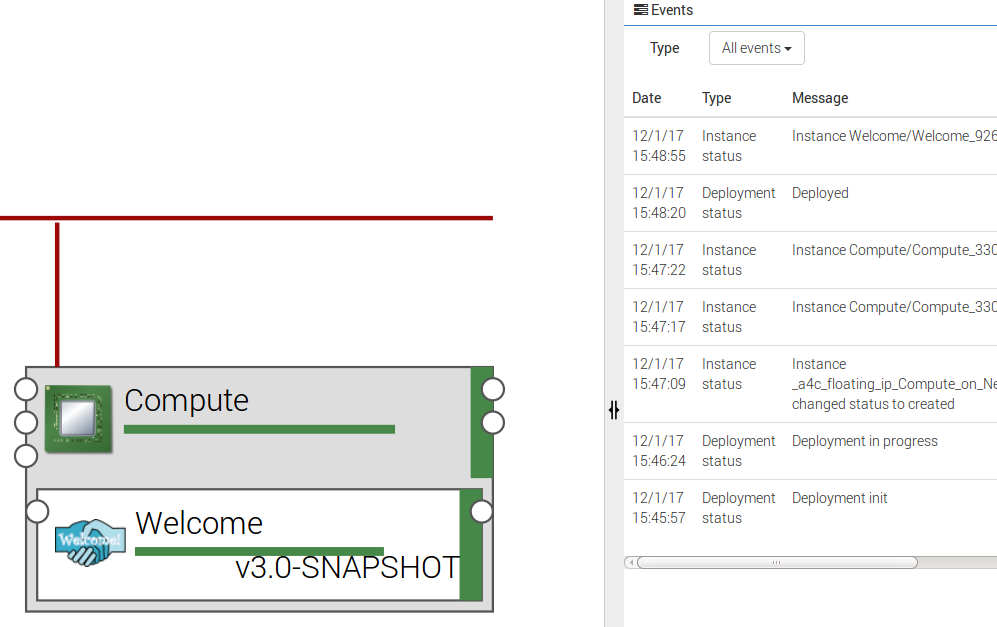 Compute
Welcome!
Welcome
v3.0-SNAPSHOT
Events
Type All events
Date Type Message
12/1/17 Instance Instance Welcome/Welcome_926
15:48:55 status
12/1/17 Deployment Deployed
15:48:20 status
12/1/17 Instance Instance Compute/Compute_330
15:47:22 status
12/1/17 Instance Instance Compute/Compute_330
15:47:17 status
12/1/17 Instance Instance
15:47:09 status _a4c_floating_ip_Compute_on_Ne
changed status to created
12/1/17 Deployment Deployment in progress
15:46:24 status
12/1/17 Deployment Deployment init
15:45:57 status